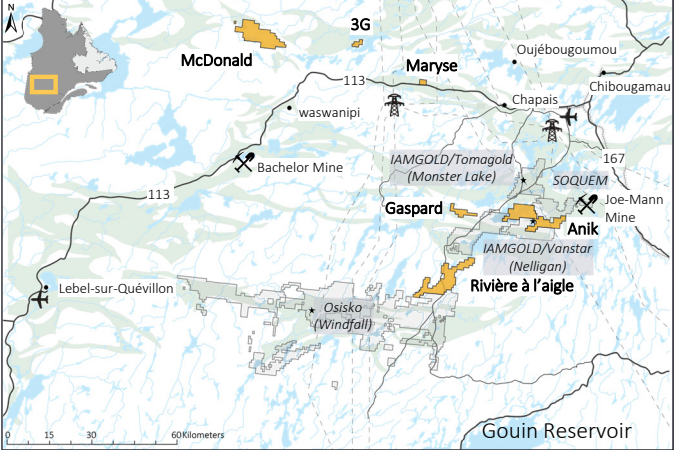 N
3G
McDonald
Maryse
Oujébougoumou
113
Chibougamau
Chapais
waswanipi
IAMGOLD/Tomagold
(Monster Lake)
167
Bachelor Mine
SOQUEM
113
Gaspard
Joe-Mann
Mine
Anik
IAMGOLD/Vanstar
(Nelligan)
Rivière à l'aigle
Lebel-sur-Quévillon
Osisko
(Windfall)
Gouin Reservoir
0 15 30 60 Kilometers